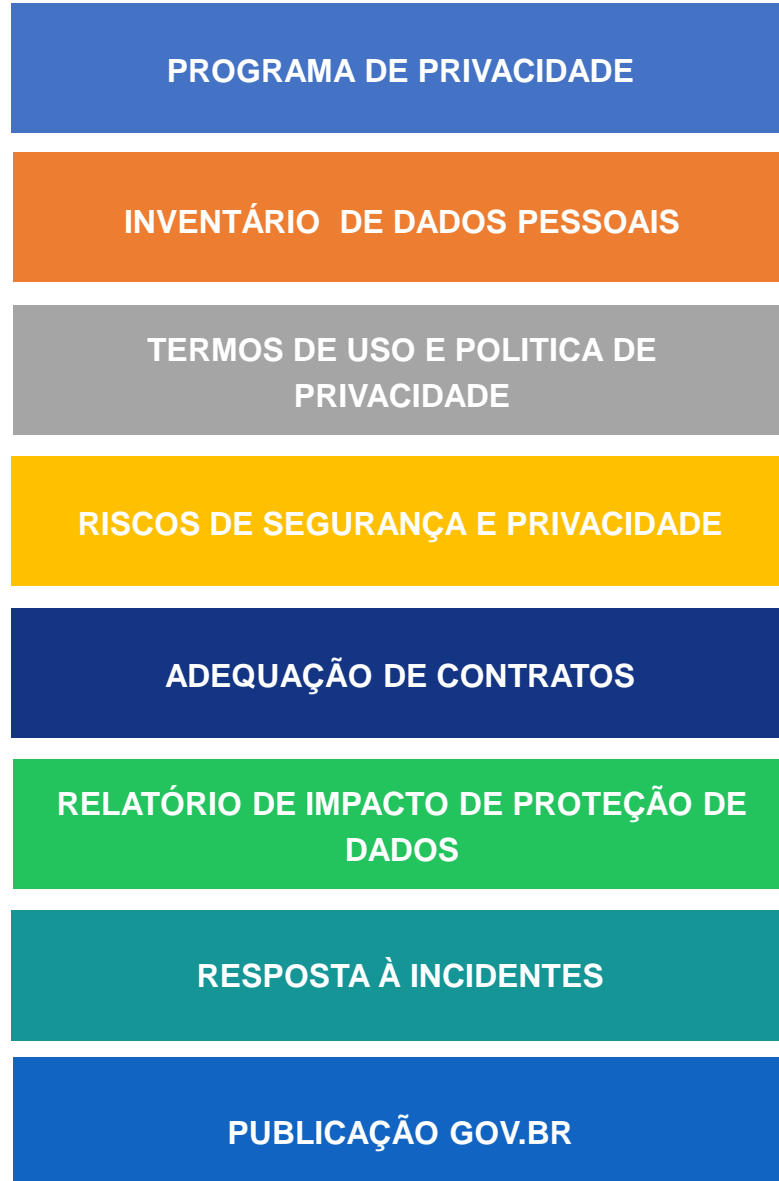 PROGRAMA DE PRIVACIDADE
INVENTÁRIO  DE DADOS PESSOAIS
TERMOS DE USO E POLITICA DE
PRIVACIDADE
RISCOS DE SEGURANÇA E PRIVACIDADE
ADEQUAÇÃO DE CONTRATOS
RELATÓRIO DE IMPACTO DE PROTEÇÃO DE
DADOS
RESPOSTA À INCIDENTES
PUBLICAÇÃO GOV.BR